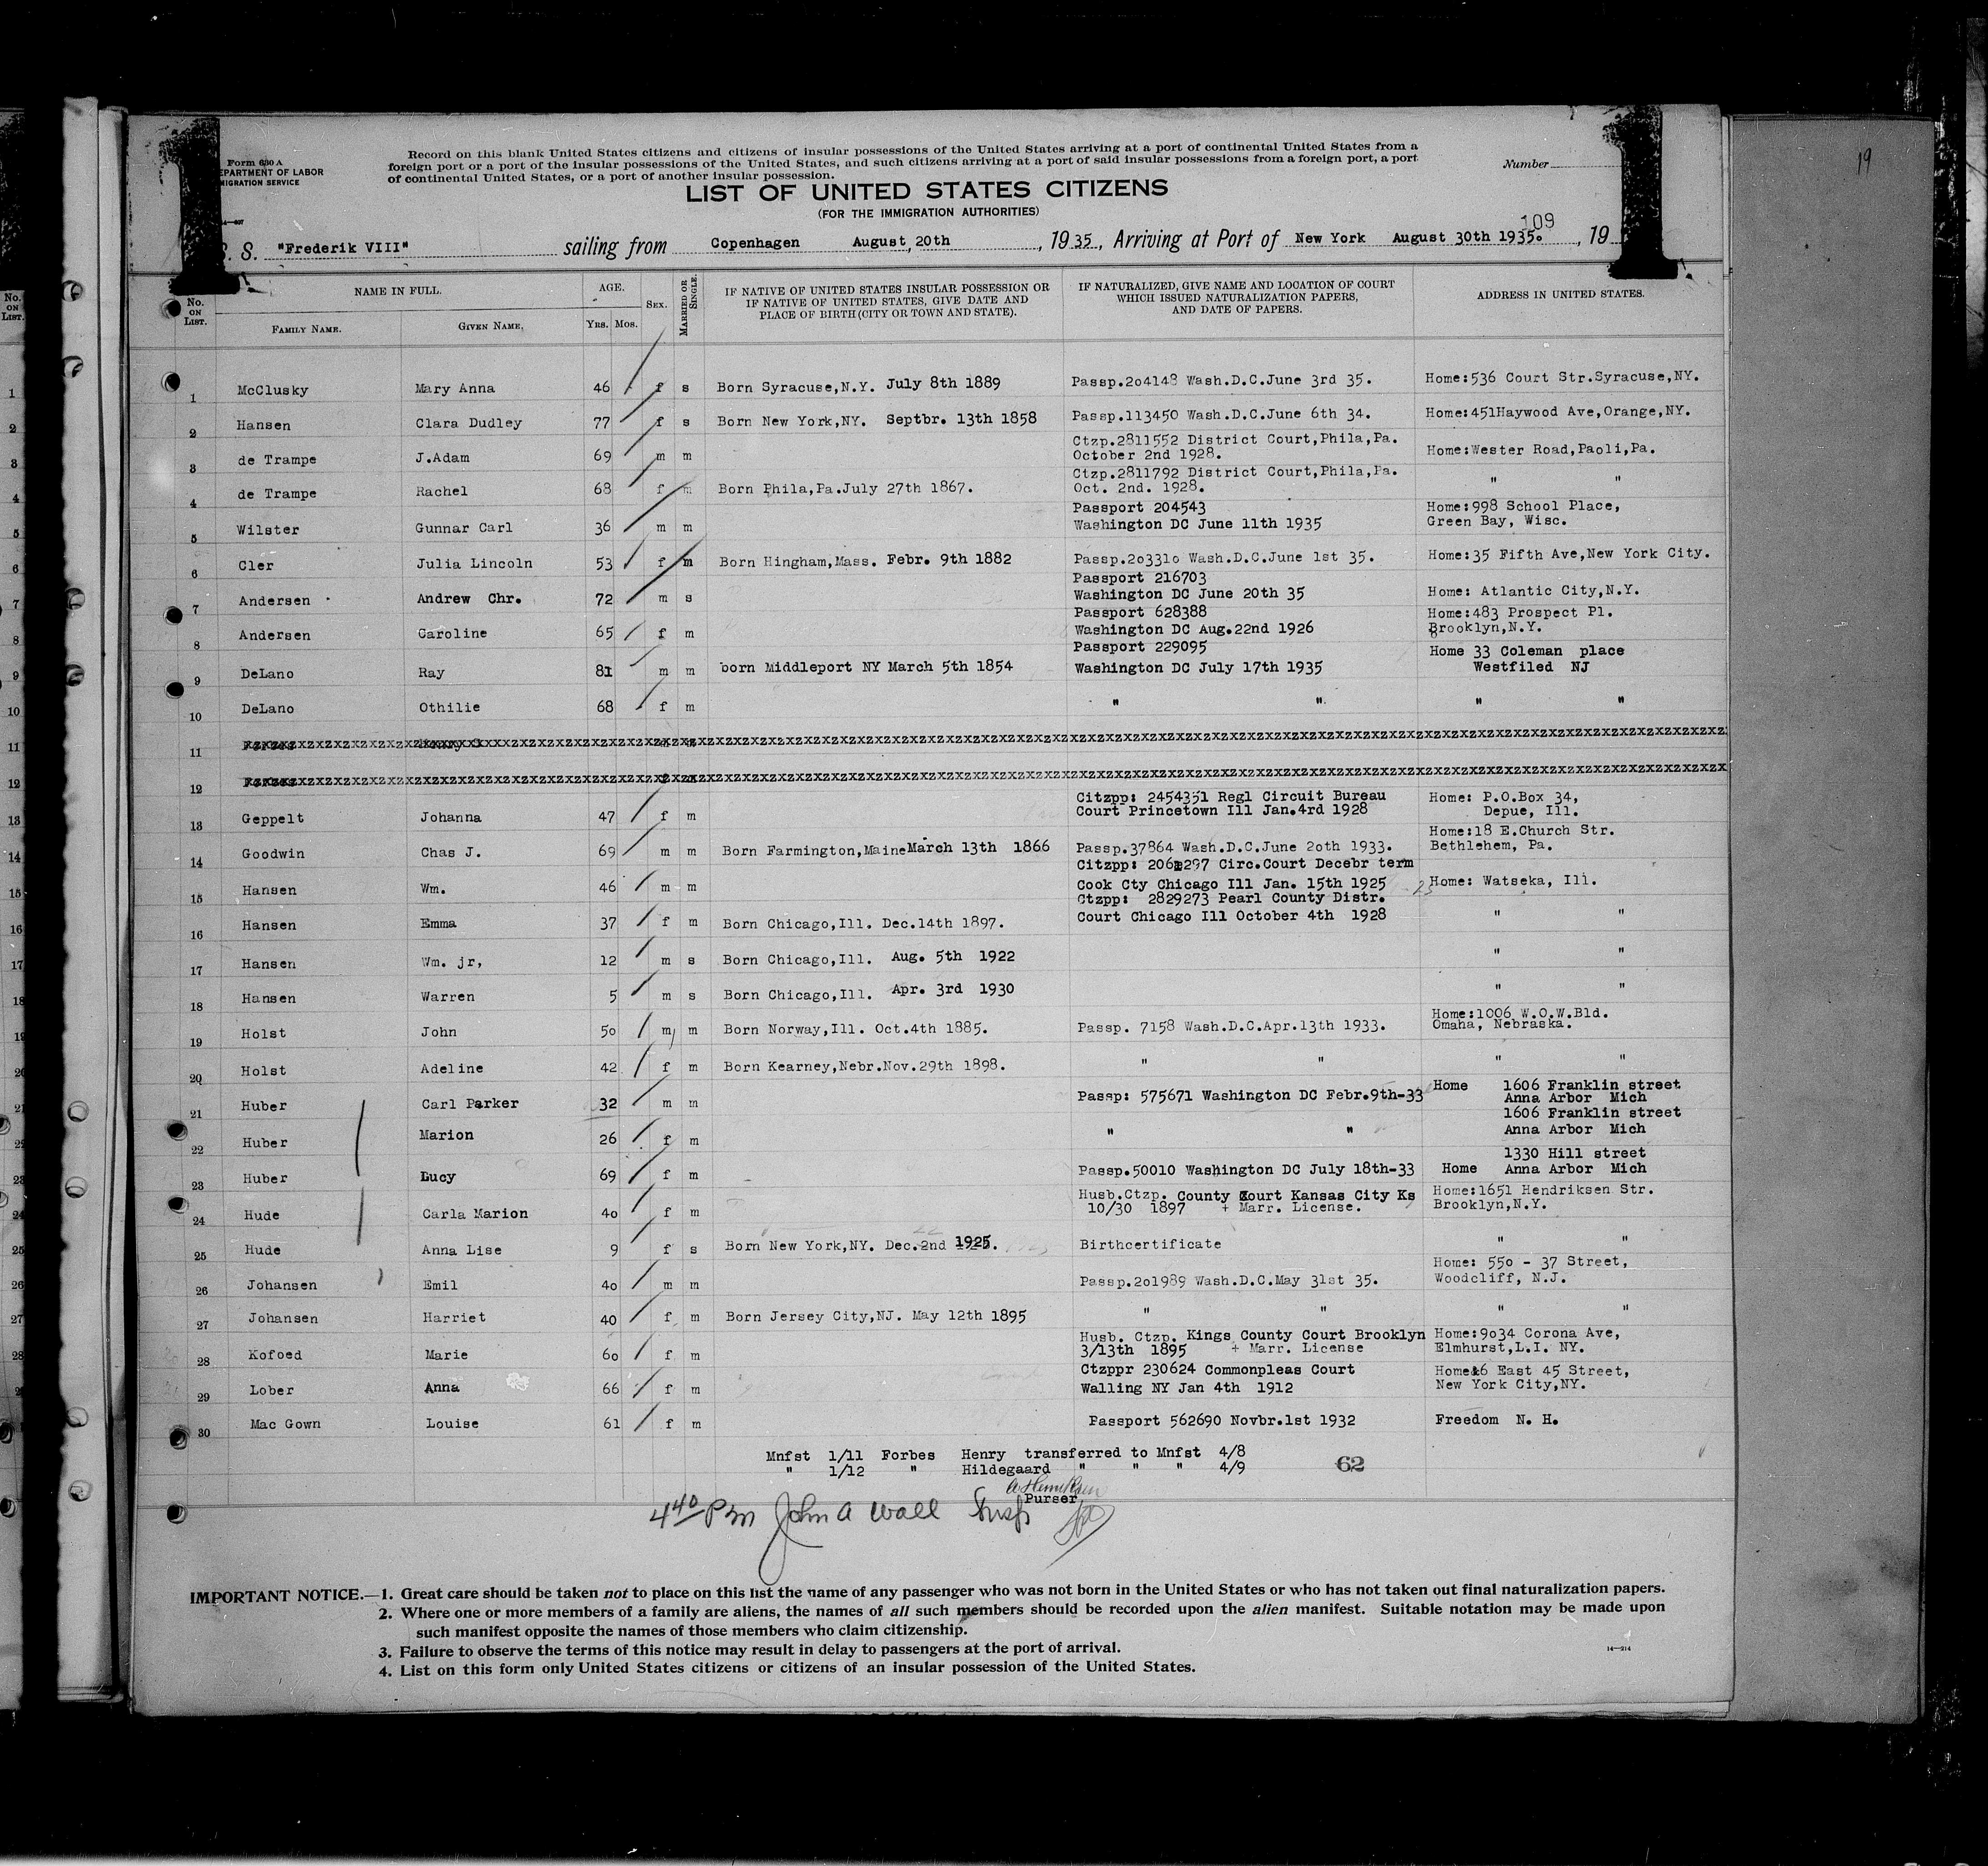 19
Form 630 A
DEPARTMENT OF LABOR
IMMIGRATION SERVICE
Record on this blank United States citizens and citizens of insular possessions of the United States arriving at a port of continental United States from a
foreign port or a port of the insular possessions of the United States, and such citizens arriving at a port of said insular possessions from a foreign port, a port
of continental United States, or a port of another insular possession.
Number
LIST OF UNITED STATES CITIZENS
(FOR THE IMMIGRATION AUTHORITIES)
109
S. S. "Frederik VIII" sailing from Copenhagen August, 20th, 1935., Arriving at Port of New York August 30th 1935., 19
No. ON LIST. NAME IN FULL. AGE. SEX. MARRIED OR SINGLE. IF NATIVE OF UNITED STATES INSULAR POSSESSION OR IF NATIVE OF UNITED STATES, GIVE DATE AND PLACE OF BIRTH (CITY OR TOWN AND STATE). IF NATURALIZED, GIVE NAME AND LOCATION OF COURT WHICH ISSUED NATURALIZATION PAPERS, AND DATE OF PAPERS. ADDRESS IN UNITED STATES.
FAMILY NAME. GIVEN NAME. YRS. MOS.
1 McClusky Mary Anna 46 f s Born Syracuse,N.Y. July 8th 1889 Passp.2o4148 Wash.D.C.June 3rd 35. Home:536 Court Str.Syracuse,NY.
2 Hansen Clara Dudley 77 f s Born New York,NY. Septbr. 13th 1858 Passp.113450 Wash.D.C.June 6th 34. Home:451Haywood Ave,Orange,NY.
3 de Trampe J.Adam 69 m m Ctzp.2811552 District Court,Phila,Pa. October 2nd 1928. Home:Wester Road,Paoli,Pa.
4 de Trampe Rachel 68 f m Born Phila,Pa.July 27th 1867. Ctzp.2811792 District Court,Phila,Pa. Oct. 2nd. 1928. " "
5 Wilster Gunnar Carl 36 m m Passport 204543 Washington DC June 11th 1935 Home:998 School Place, Green Bay, Wisc.
6 Cler Julia Lincoln 53 f m Born Hingham,Mass. Febr. 9th 1882 Passp.2o331o Wash.D.C.June 1st 35. Home:35 Fifth Ave,New York City.
7 Andersen Andrew Chr. 72 m s Passport 216703 Washington DC June 20th 35 Home: Atlantic City,N.Y.
8 Andersen Caroline 65 f m Passport 628388 Washington DC Aug.22nd 1926 Home:483 Prospect Pl. Brooklyn,N.Y.
9 DeLano Ray 81 m m born Middleport NY March 5th 1854 Passport 229095 Washington DC July 17th 1935 Home 33 Coleman place Westfiled NJ
10 DeLano Othilie 68 f m " " " "
11
12
13 Geppelt Johanna 47 f m Citzpp: 2454351 Regl Circuit Bureau Court Princetown Ill Jan.4rd 1928 Home: P.O.Box 34, Depue, Ill.
14 Goodwin Chas J. 69 m m Born Farmington,Maine March 13th 1866 Passp.37864 Wash.D.C.June 2oth 1933. Home:18 E.Church Str. Bethlehem, Pa.
15 Hansen Wm. 46 m m Citzpp: 2061297 Circ.Court Decebr term Cook Cty Chicago Ill Jan. 15th 1925 Home: Watseka, Ill.
16 Hansen Emma 37 f m Born Chicago,Ill. Dec.14th 1897. Ctzpp: 2829273 Pearl County Distr. Court Chicago Ill October 4th 1928 " "
17 Hansen Wm. jr, 12 m s Born Chicago,Ill. Aug. 5th 1922 " "
18 Hansen Warren 5 m s Born Chicago,Ill. Apr. 3rd 1930 " "
19 Holst John 5o m m Born Norway,Ill. Oct.4th 1885. Passp. 7158 Wash.D.C.Apr.13th 1933. Home:1006 W.O.W.Bld. Omaha, Nebraska.
20 Holst Adeline 42 f m Born Kearney,Nebr.Nov.29th 1898. " " " "
21 Huber Carl Parker 32 m m Passp: 575671 Washington DC Febr.9th-33 Home 1606 Franklin street Anna Arbor Mich
22 Huber Marion 26 f m " " 1606 Franklin street Anna Arbor Mich
23 Huber Lucy 69 f m Passp.50010 Washington DC July 18th-33 Home 1330 Hill street Anna Arbor Mich
24 Hude Carla Marion 4o f m Husb.Ctzp. County Court Kansas City Ks 10/30 1897 + Marr. License. Home:1651 Hendriksen Str. Brooklyn,N.Y.
25 Hude Anna Lise 9 f s Born New York,NY. Dec.2nd 1925. Birthcertificate " "
26 Johansen Emil 4o m m Passp.2o1989 Wash.D.C.May 31st 35. Home: 55o - 37 Street, Woodcliff, N.J.
27 Johansen Harriet 40 f m Born Jersey City,NJ. May 12th 1895 " " " "
28 Kofoed Marie 6o f m Husb. Ctzp. Kings County Court Brooklyn 3/13th 1895 + Marr. License Home:9o34 Corona Ave, Elmhurst,L.I. NY.
29 Lober Anna 66 f m Ctzppr 230624 Commonpleas Court Walling NY Jan 4th 1912 Home:6 East 45 Street, New York City,NY.
30 Mac Gown Louise 61 f m Passport 562690 Novbr.1st 1932 Freedom N. H.
Mnfst 1/11 Forbes Henry transferred to Mnfst 4/8
" 1/12 " Hildegaard " " " 4/9
62
Purser
4 40 Pm John A Wall Insp
IMPORTANT NOTICE.—1. Great care should be taken not to place on this list the name of any passenger who was not born in the United States or who has not taken out final naturalization papers.
2. Where one or more members of a family are aliens, the names of all such members should be recorded upon the alien manifest. Suitable notation may be made upon
such manifest opposite the names of those members who claim citizenship.
3. Failure to observe the terms of this notice may result in delay to passengers at the port of arrival.
4. List on this form only United States citizens or citizens of an insular possession of the United States.
14—214